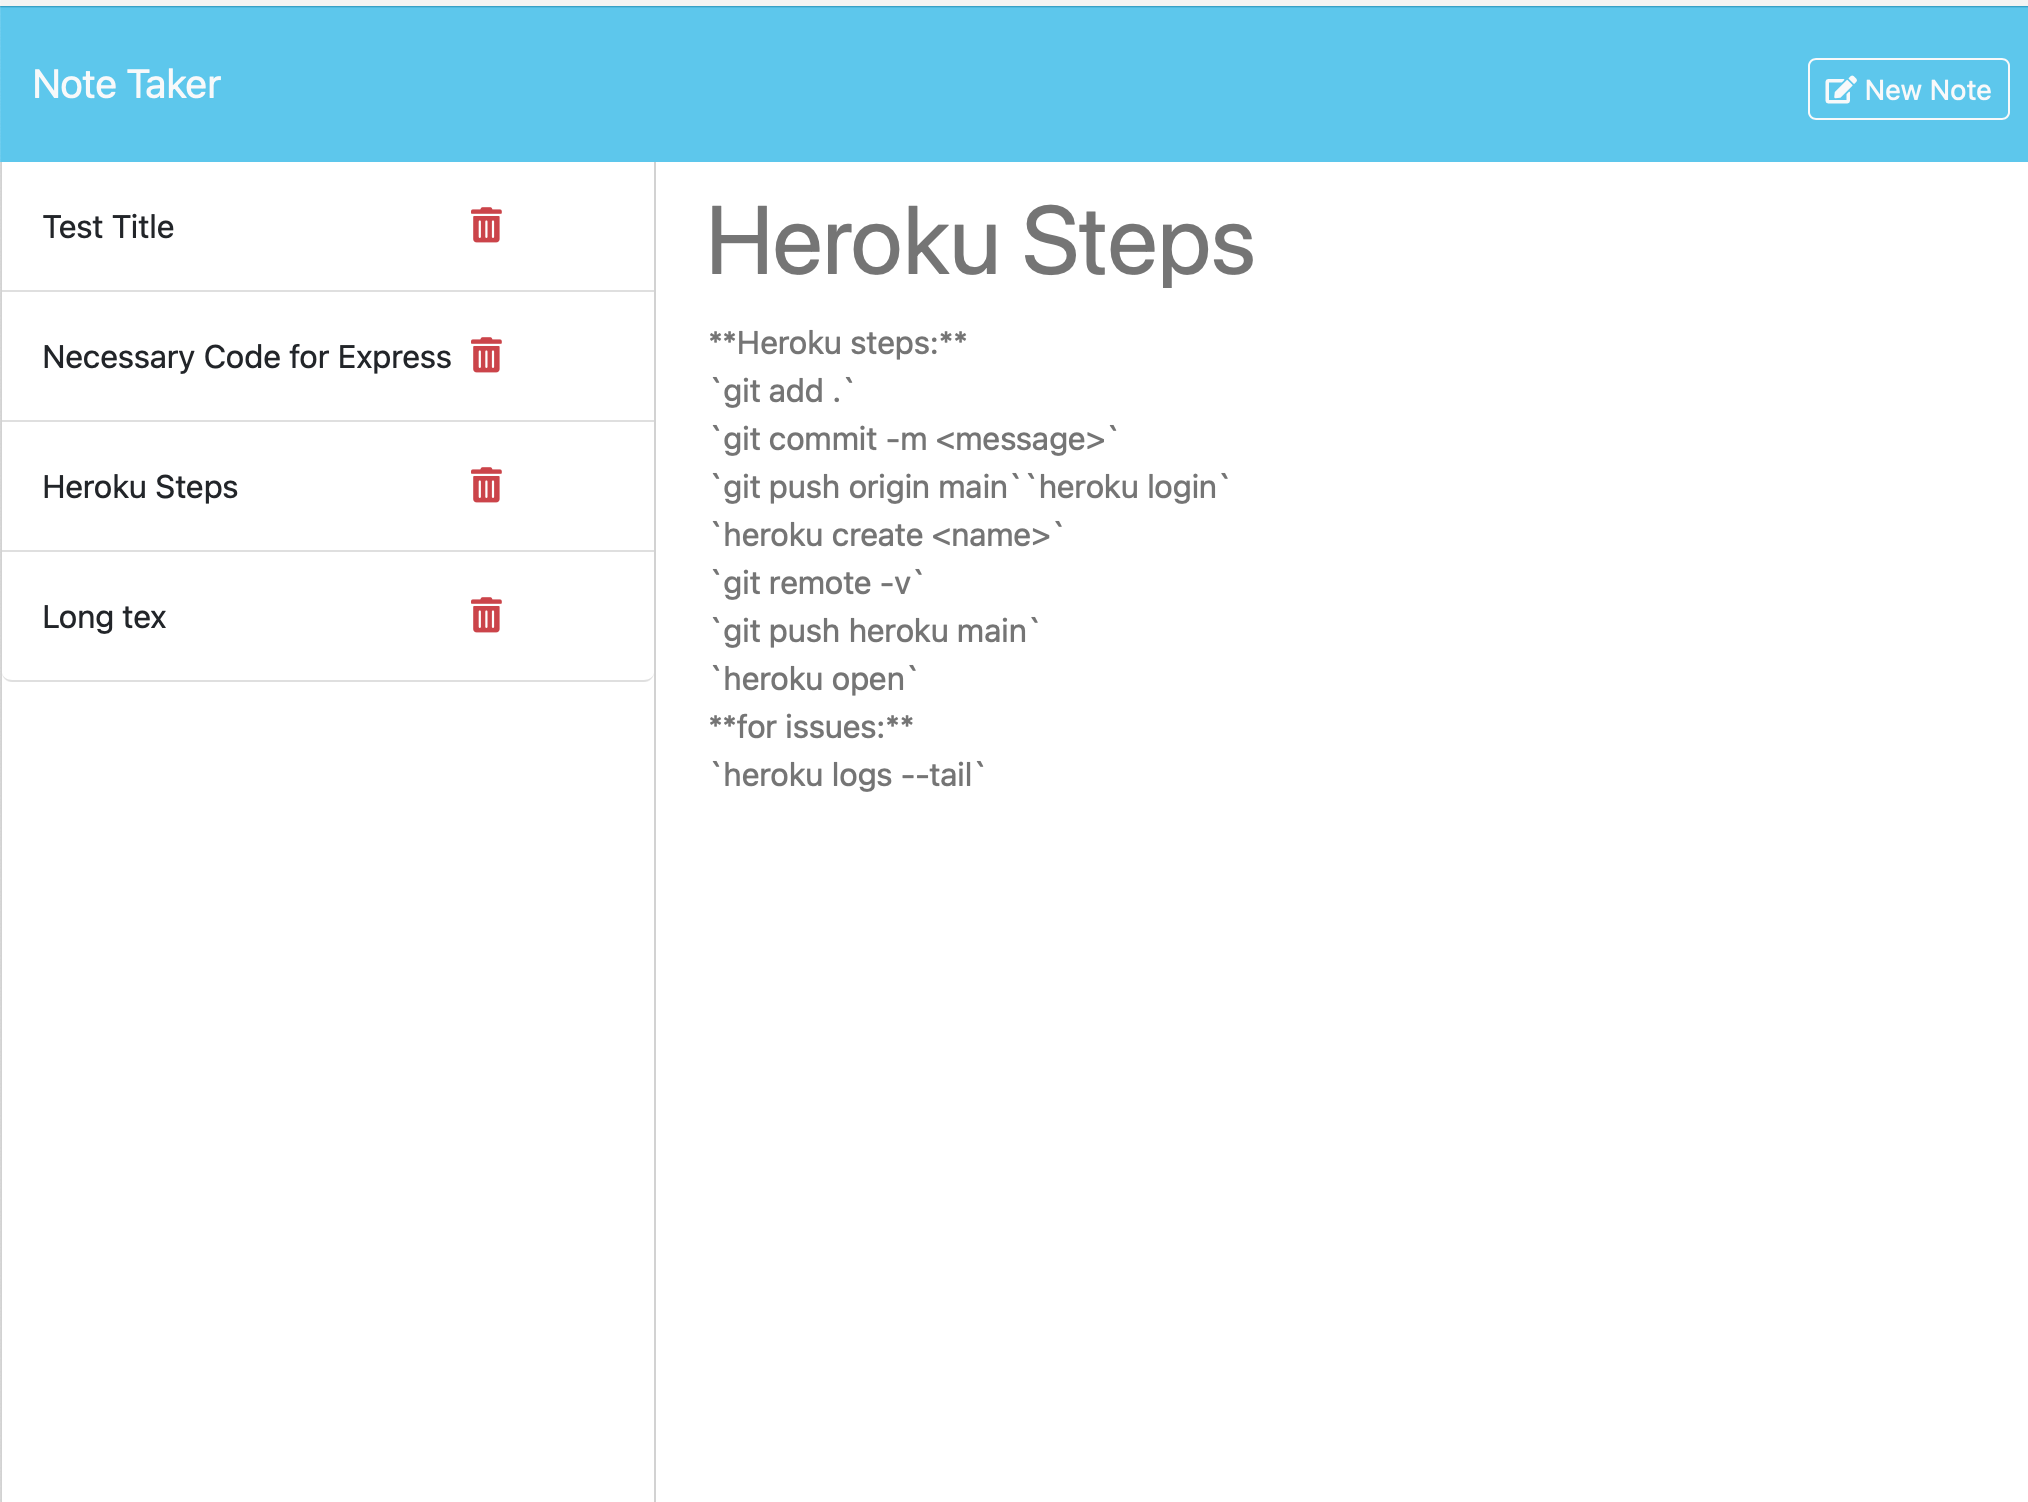 Note Taker
New Note
Test Title
Necessary Code for Express
Heroku Steps
Long tex
Heroku Steps
**Heroku steps:**
`git add .`
`git commit -m <message>`
`git push origin main``heroku login`
`heroku create <name>`
`git remote -v`
`git push heroku main`
`heroku open`
**for issues:**
`heroku logs --tail`